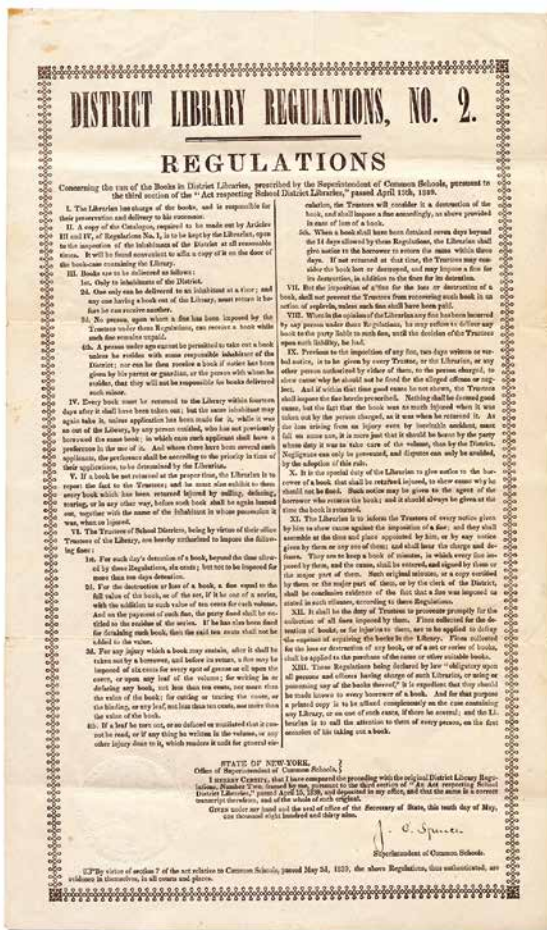 DISTRICT LIBRARY REGULATIONS, NO. 2.
REGULATIONS
Concerning the use of the Books in District Libraries, prescribed by the Superintendent of Common Schools, pursuant to
the third section of the "Act respecting School District Libraries," passed April 15th, 1839.
I. The Librarian has charge of the books, and is responsible for
their preservation and delivery to his successor.
II. A copy of the Catalogue, required to be made out by Articles
III and IV, of Regulations No. I, is to be kept by the Librarian, open
to the inspection of the inhabitants of the District at all reasonable
times. It will be found convenient to affix a copy of it on the door of
the book-case containing the Library.
III. Books are to be delivered as follows:
1st. Only to inhabitants of the District.
2d. One only can be delivered to an inhabitant at a time; and
any one having a book out of the Library, must return it be-
fore he can receive another.
3d. No person, upon whom a fine has been imposed by the
Trustees under these Regulations, can receive a book while
such fine remains unpaid.
4th. A person under age cannot be permitted to take out a book
unless he resides with some responsible inhabitant of the
District; nor can he then receive a book if notice has been
given by his parent or guardian, or the person with whom he
resides, that they will not be responsible for books delivered
such minor.
IV. Every book must be returned to the Library within fourteen
days after it shall have been taken out; but the same inhabitant may
again take it, unless application has been made for it, while it was
so out of the Library, by any person entitled, who has not previously
borrowed the same book; in which case such applicant shall have a
preference in the use of it. And where there have been several such
applicants, the preference shall be according to the priority in time of
their applications, to be determined by the Librarian.
V. If a book be not returned at the proper time, the Librarian is to
report the fact to the Trustees; and he must also exhibit to them
every book which has been returned injured by soiling, defacing,
tearing, or in any other way, before such book shall be again loaned
out, together with the name of the inhabitant in whose possession it
was, when so injured.
VI. The Trustees of School Districts, being by virtue of their office
Trustees of the Library, are hereby authorized to impose the follow-
ing fines:
1st. For each day's detention of a book, beyond the time allow-
ed by these Regulations, six cents; but not to be imposed for
more than ten days detention.
2d. For the destruction or loss of a book, a fine equal to the
full value of the book, or of the set, if it be one of a series,
with the addition to such value of ten cents for each volume.
And on the payment of such fine, the party fined shall be en-
titled to the residue of the series. If he has also been fined
for detaining such book, then the said ten cents shall not be
added to the value.
3d. For any injury which a book may sustain, after it shall be
taken out by a borrower, and before its return, a fine may be
imposed of six cents for every spot of grease or oil upon the
cover, or upon any leaf of the volume; for writing in or
defacing any book, not less than ten cents, nor more than
the value of the book; for cutting or tearing the cover, or
the binding, or any leaf, not less than ten cents, nor more than
the value of the book.
4th. If a leaf be torn out, or so defaced or mutilated that it can-
not be read, or if any thing be written in the volume, or any
other injury done to it, which renders it unfit for general cir-
culation, the Trustees will consider it a destruction of the
book, and shall impose a fine accordingly, as above provided
in case of loss of a book.
5th. When a book shall have been detained seven days beyond
the 14 days allowed by these Regulations, the Librarian shall
give notice to the borrower to return the same within three
days. If not returned at that time, the Trustees may con-
sider the book lost or destroyed, and may impose a fine for
its destruction, in addition to the fines for its detention.
VII. But the imposition of a fine for the loss or destruction of a
book, shall not prevent the Trustees from recovering such book in an
action of replevin, unless such fine shall have been paid.
VIII. When in the opinion of the Librarian any fine has been incurred
by any person under these Regulations, he may refuse to deliver any
book to the party liable to such fine, until the decision of the Trustees
upon such liability, be had.
IX. Previous to the imposition of any fine, two days written or ver-
bal notice, is to be given by any Trustee, or the Librarian, or any
other person authorized by either of them, to the person charged, to
show cause why he should not be fined for the alleged offence or neg-
lect. And if within that time good cause be not shown, the Trustees
shall impose the fine herein prescribed. Nothing shall be deemed good
cause, but the fact that the book was as much injured when it was
taken out by the person charged, as it was when he returned it. As
the loss arising from an injury even by inevitable accident, must
fall on some one, it is more just that it should be borne by the party
whose duty it was to take care of the volume, than by the District.
Negligence can only be prevented, and disputes can only be avoided,
by the adoption of this rule.
X. It is the special duty of the Librarian to give notice to the bor-
rower of a book that shall be returned injured, to show cause why he
should not be fined. Such notice may be given to the agent of the
borrower who returns the book; and it should always be given at the
time the book is returned.
XI. The Librarian is to inform the Trustees of every notice given
by him to show cause against the imposition of a fine; and they shall
assemble at the time and place appointed by him, or by any notice
given by them or any one of them; and shall hear the charge and de-
fence. They are to keep a book of minutes, in which every fine im-
posed by them, and the cause, shall be entered, and signed by them or
the major part of them. Such original minutes, or a copy certified
by them or the major part of them, or by the clerk of the District,
shall be conclusive evidence of the fact that a fine was imposed as
stated in such minutes, according to these Regulations.
XII. It shall be the duty of Trustees to prosecute promptly for the
collection of all fines imposed by them. Fines collected for the de-
tention of books, or for injuries to them, are to be applied to defray
the expense of repairing the books in the Library. Fines collected
for the loss or destruction of any book, or of a set or series of books,
shall be applied to the purchase of the same or other suitable books.
XIII. These Regulations being declared by law "obligatory upon
all persons and officers having charge of such Libraries, or using or
possessing any of the books thereof," it is expedient that they should
be made known to every borrower of a book. And for that purpose
a printed copy is to be affixed conspicuously on the case containing
any Library, or on one of such cases, if there be several; and the Li-
brarian is to call the attention to them of every person, on the first
occasion of his taking out a book.
STATE OF NEW-YORK,
Office of Superintendent of Common Schools.
I HEREBY CERTIFY, that I have compared the preceding with the original District Library Regu-
lations, Number Two, framed by me, pursuant to the third section of "An Act respecting School
District Libraries," passed April 15, 1839, and deposited in my office, and that the same is a correct
transcript therefrom, and of the whole of such original.
GIVEN under my hand and the seal of office of the Secretary of State, this tenth day of May,
one thousand eight hundred and thirty nine.
J. C. Spencer
Superintendent of Common Schools.
By virtue of section 7 of the act relative to Common Schools, passed May 3d, 1839, the above Regulations, thus authenticated, are
evidence in themselves, in all courts and places.